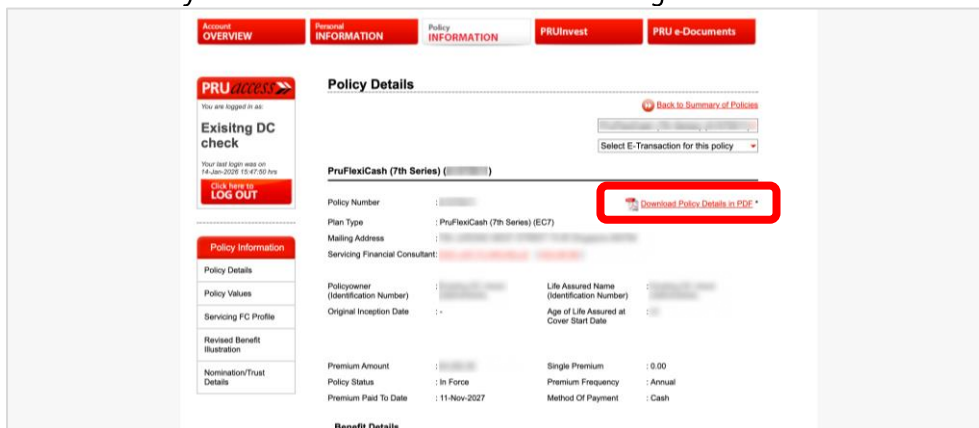 Account
OVERVIEW
Personal
INFORMATION
Policy
INFORMATION
PRUInvest
PRU e-Documents
PRUaccess
You are logged in as:
Exisitng DC
check
Your last login was on
14-Jan-2026 15:47:50 hrs
Click here to
LOG OUT
Policy Information
Policy Details
Policy Values
Servicing FC Profile
Revised Benefit
Illustration
Nomination/Trust
Details
Policy Details
Back to Summary of Policies
Select E-Transaction for this policy
PruFlexiCash (7th Series) ( )
Policy Number :
Download Policy Details in PDF *
Plan Type : PruFlexiCash (7th Series) (EC7)
Mailing Address :
Servicing Financial Consultant:
Policyowner : Life Assured Name :
(Identification Number) (Identification Number)
Original Inception Date : - Age of Life Assured at :
Cover Start Date
Premium Amount : Single Premium : 0.00
Policy Status : In Force Premium Frequency : Annual
Premium Paid To Date : 11-Nov-2027 Method Of Payment : Cash
Benefit Details